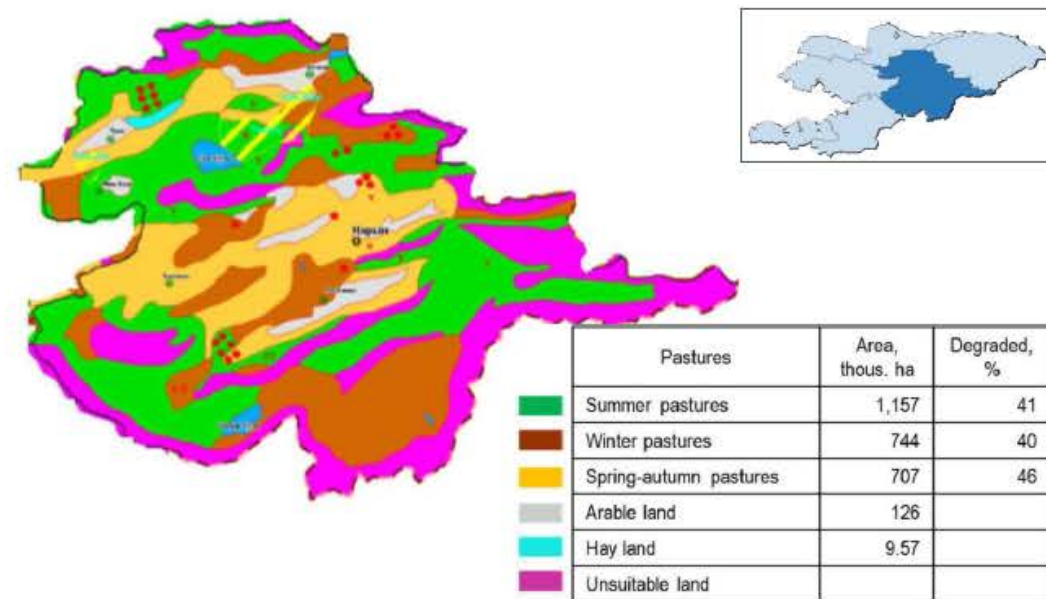 Нарын
Pastures Area, thous. ha Degraded, %
Summer pastures 1,157 41
Winter pastures 744 40
Spring-autumn pastures 707 46
Arable land 126
Hay land 9.57
Unsuitable land